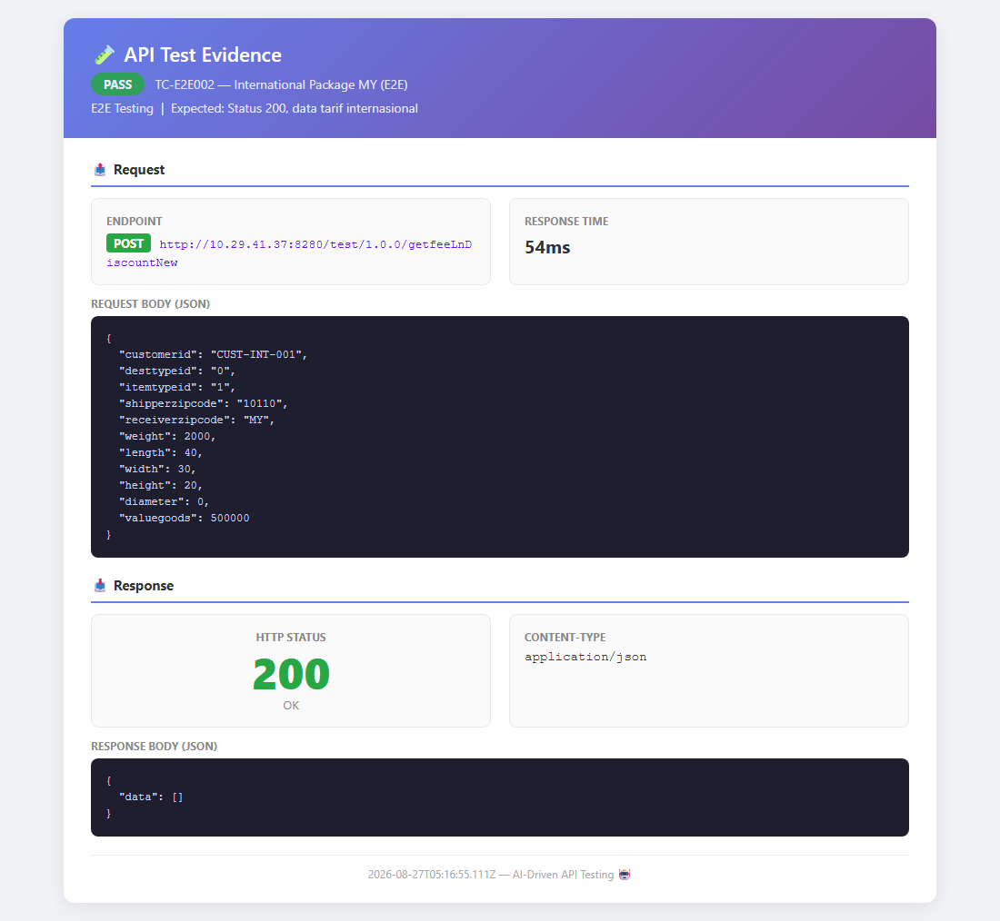 API Test Evidence
PASS TC-E2E002 — International Package MY (E2E)
E2E Testing | Expected: Status 200, data tarif internasional
Request
ENDPOINT
POST http://10.29.41.37:8280/test/1.0.0/getfeeLnD
iscountNew
RESPONSE TIME
54ms
REQUEST BODY (JSON)
{
  "customerid": "CUST-INT-001",
  "desttypeid": "0",
  "itemtypeid": "1",
  "shipperzipcode": "10110",
  "receiverzipcode": "MY",
  "weight": 2000,
  "length": 40,
  "width": 30,
  "height": 20,
  "diameter": 0,
  "valuegoods": 500000
}
Response
HTTP STATUS
200
OK
CONTENT-TYPE
application/json
RESPONSE BODY (JSON)
{
  "data": []
}
2026-08-27T05:16:55.111Z — AI-Driven API Testing